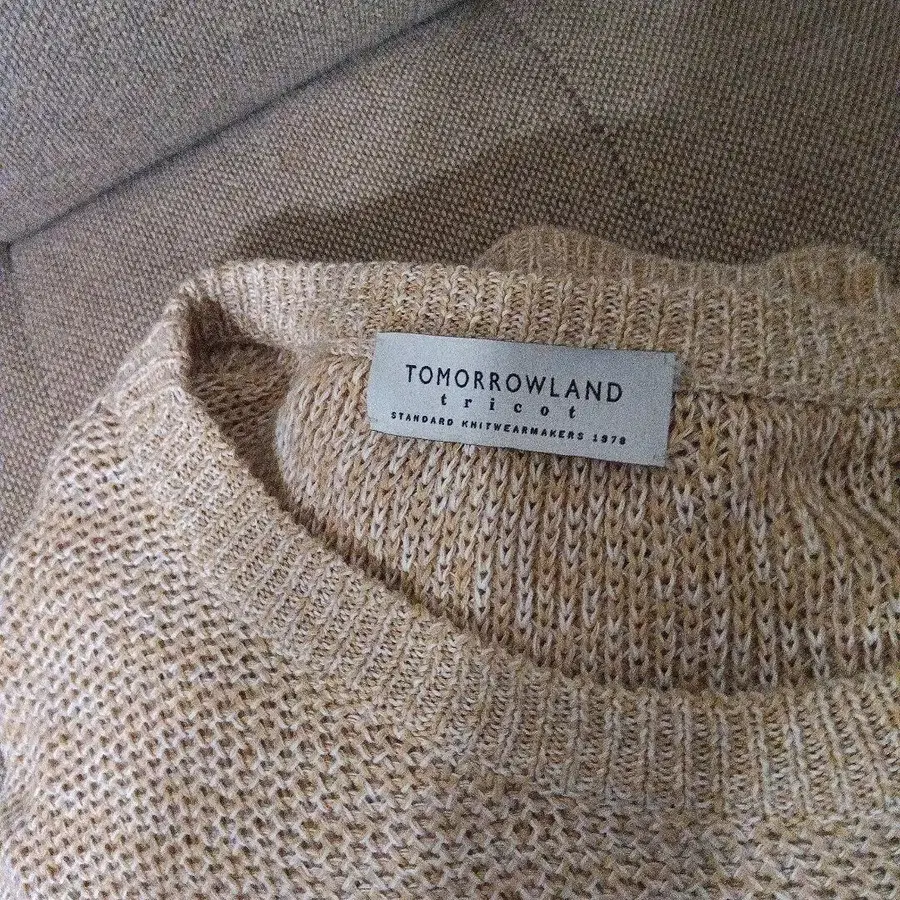 TOMORROWLAND
tricot
STANDARD KNITWEARMAKERS 1978